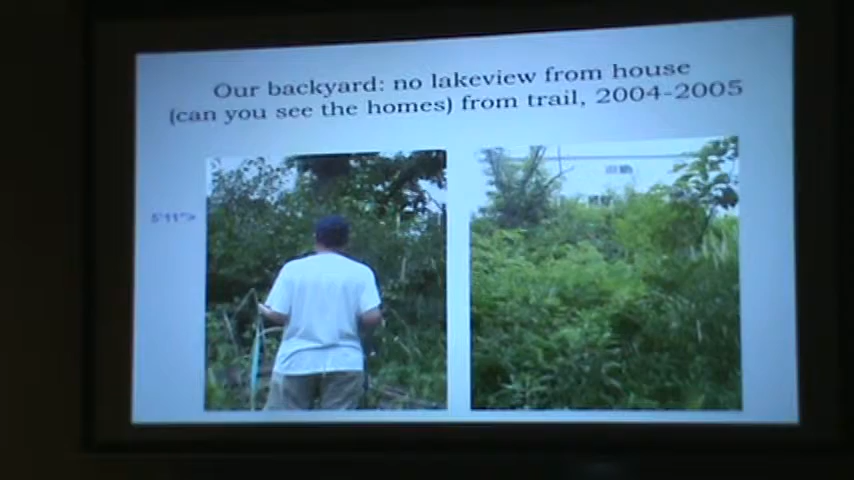 Our backyard: no lakeview from house
(can you see the homes) from trail, 2004-2005
5'11">